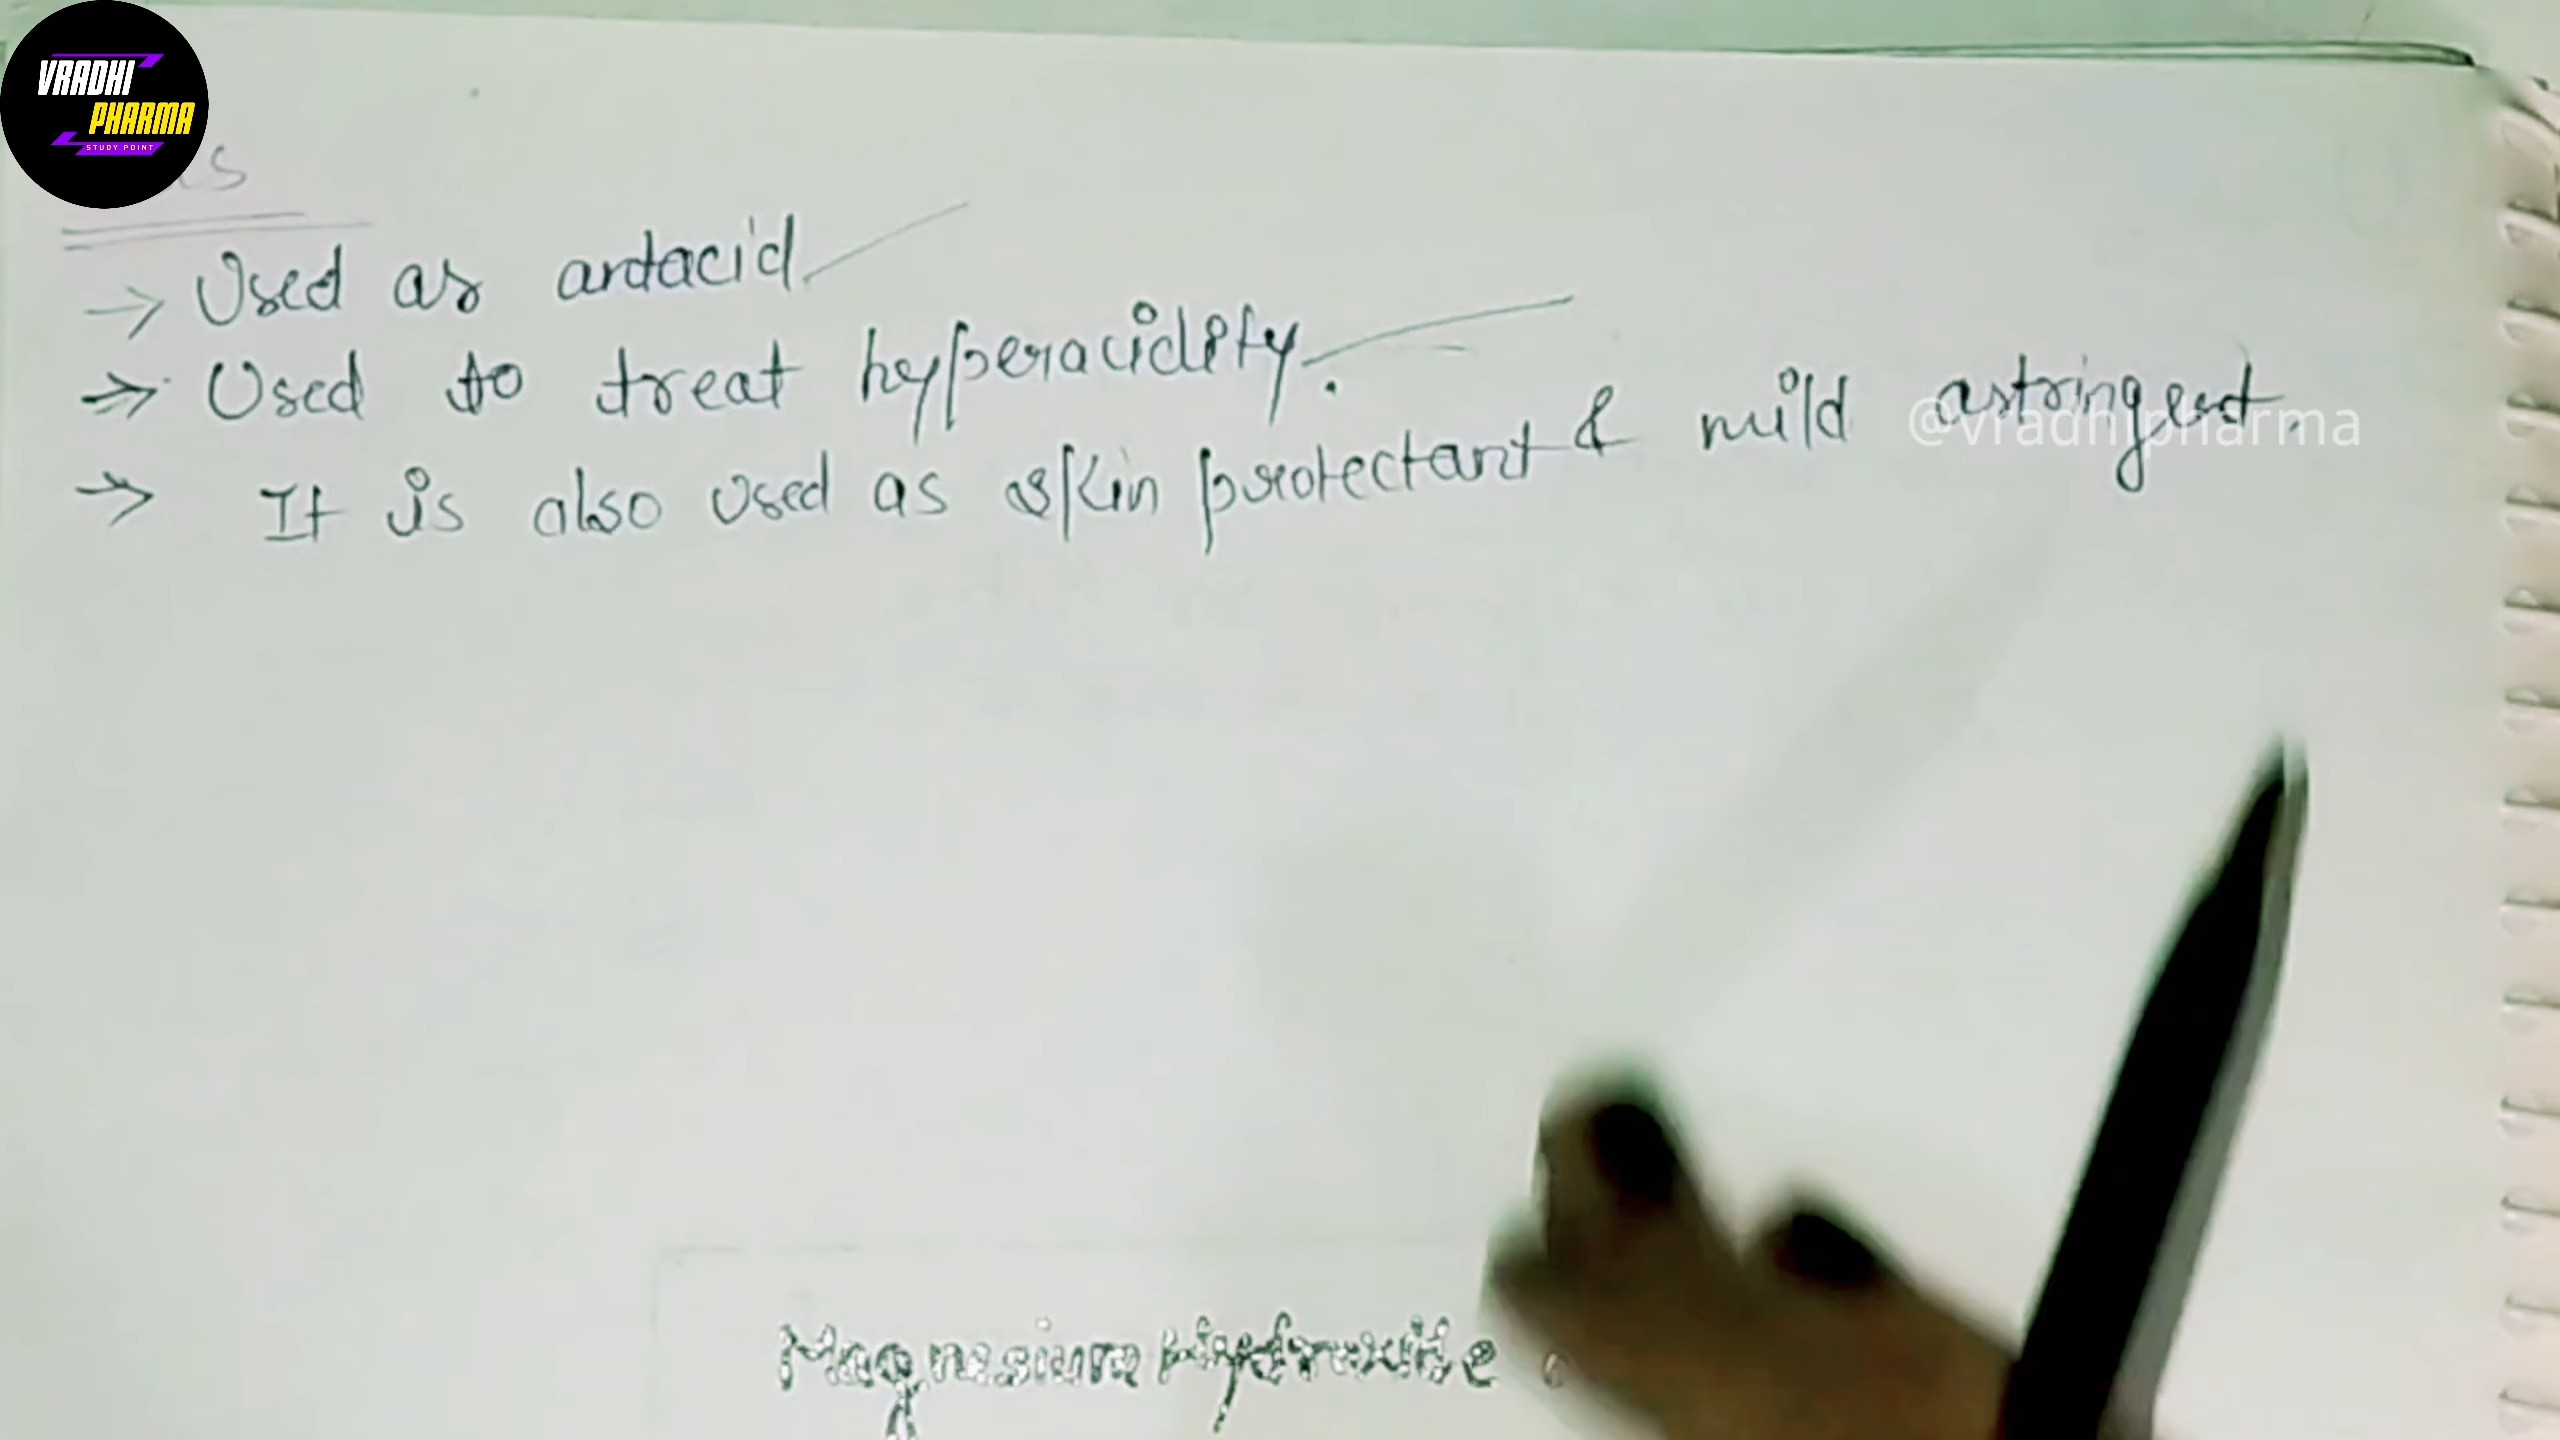 VRADHI
PHARMA
STUDY POINT
→ Used as antacid
→ Used to treat hyperacidity.
→ It is also used as skin protectant & mild astringent.
@vradhipharma
Magnesium Hydroxide